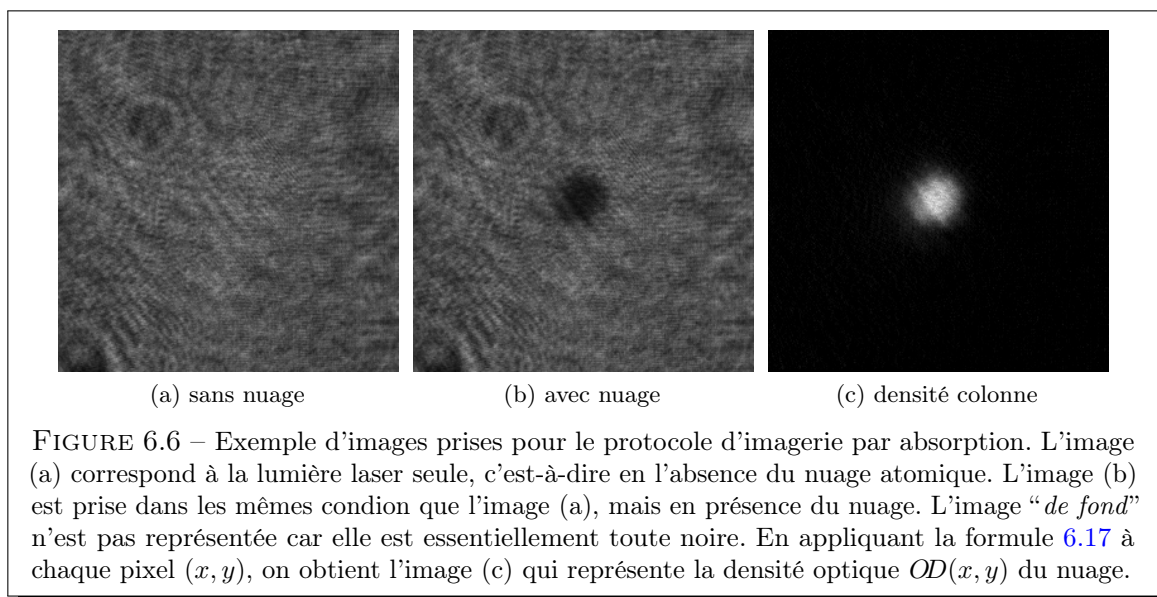 (a) sans nuage
(b) avec nuage
(c) densité colonne
FIGURE 6.6 – Exemple d'images prises pour le protocole d'imagerie par absorption. L'image
(a) correspond à la lumière laser seule, c'est-à-dire en l'absence du nuage atomique. L'image (b)
est prise dans les mêmes condion que l'image (a), mais en présence du nuage. L'image “de fond”
n'est pas représentée car elle est essentiellement toute noire. En appliquant la formule 6.17 à
chaque pixel (x, y), on obtient l'image (c) qui représente la densité optique OD(x, y) du nuage.